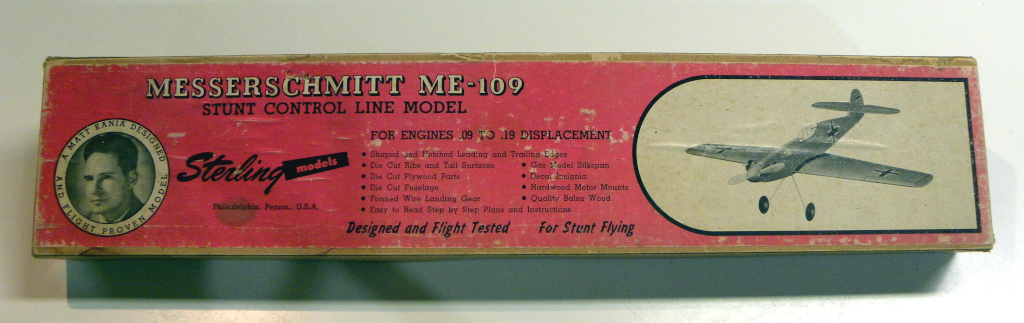 MESSERSCHMITT ME-109
STUNT CONTROL LINE MODEL
A MATT KANIA DESIGNED
AND FLIGHT PROVEN MODEL
Sterling models
Philadelphia, Penna., U.S.A.
FOR ENGINES .09 TO .19 DISPLACEMENT
• Shaped and Notched Leading and Trailing Edges
• Die Cut Ribs and Tail Surfaces
• Die Cut Plywood Parts
• Die Cut Fuselage
• Formed Wire Landing Gear
• Easy to Read Step by Step Plans and Instructions
• Gas Model Silkspan
• Decal Insignia
• Hardwood Motor Mounts
• Quality Balsa Wood
Designed and Flight Tested For Stunt Flying